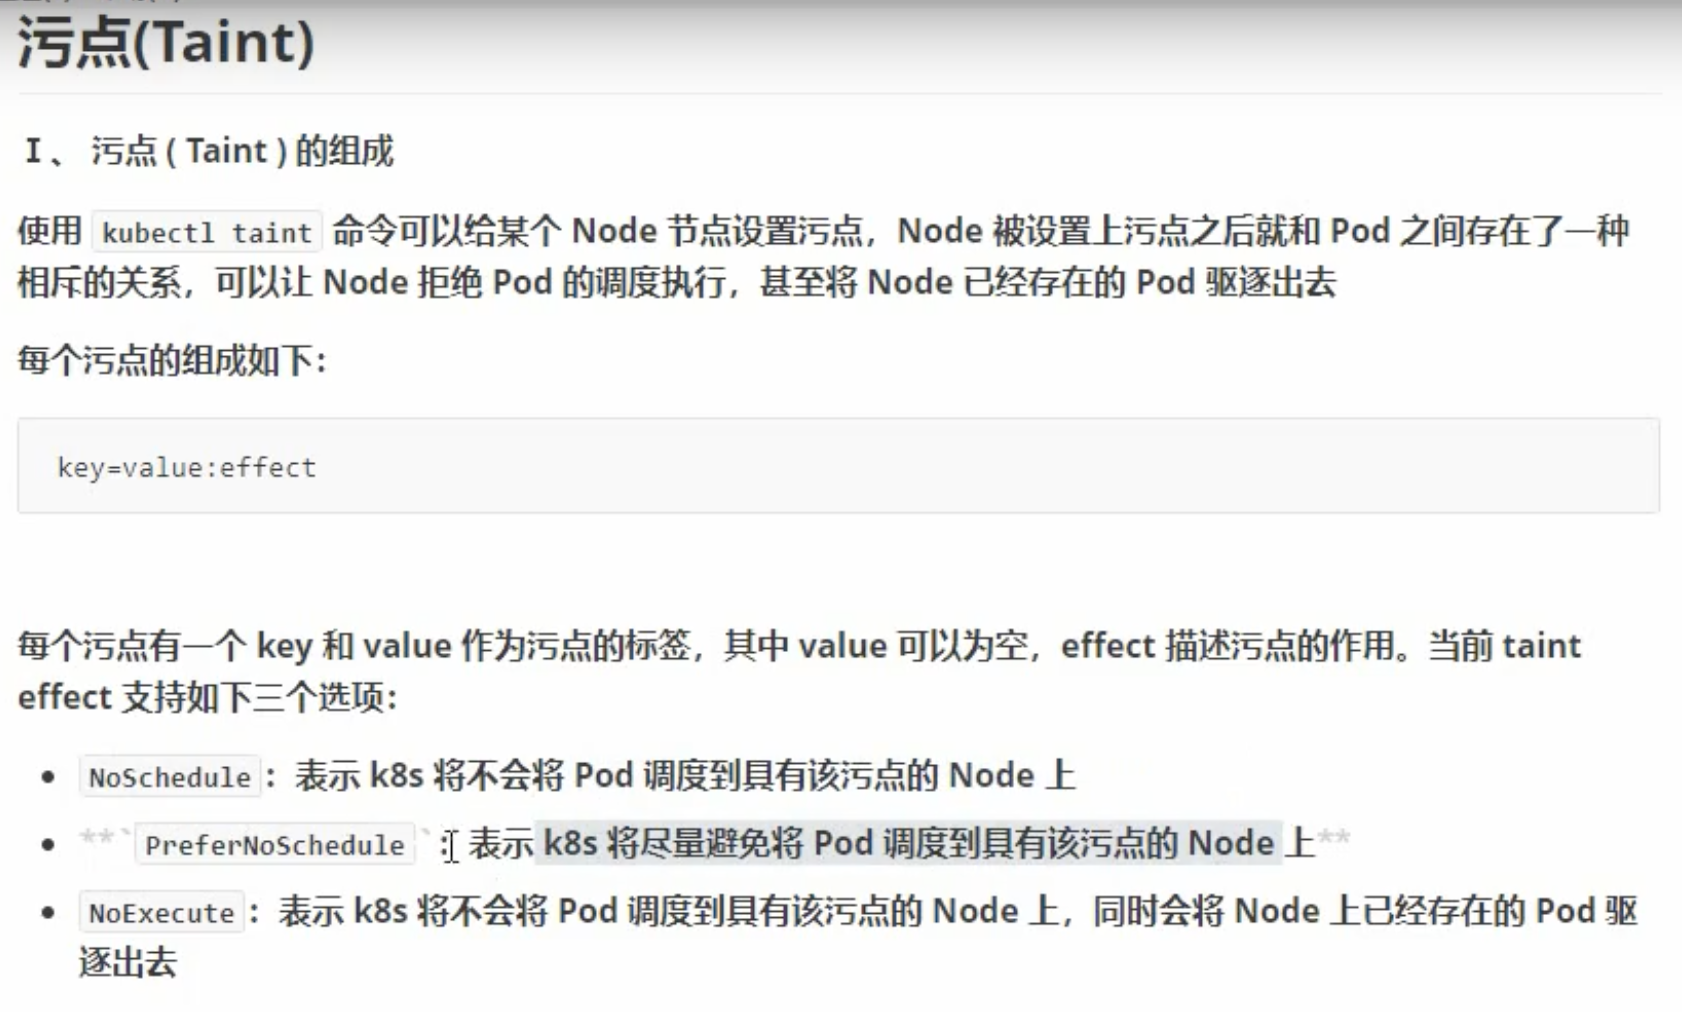 污点(Taint)
Ⅰ、 污点 ( Taint ) 的组成
使用 kubectl taint 命令可以给某个 Node 节点设置污点，Node 被设置上污点之后就和 Pod 之间存在了一种
相斥的关系，可以让 Node 拒绝 Pod 的调度执行，甚至将 Node 已经存在的 Pod 驱逐出去
每个污点的组成如下：
key=value:effect
每个污点有一个 key 和 value 作为污点的标签，其中 value 可以为空，effect 描述污点的作用。当前 taint
effect 支持如下三个选项：
• NoSchedule：表示 k8s 将不会将 Pod 调度到具有该污点的 Node 上
• **`PreferNoSchedule`：表示 k8s 将尽量避免将 Pod 调度到具有该污点的 Node 上**
• NoExecute：表示 k8s 将不会将 Pod 调度到具有该污点的 Node 上，同时会将 Node 上已经存在的 Pod 驱
逐出去